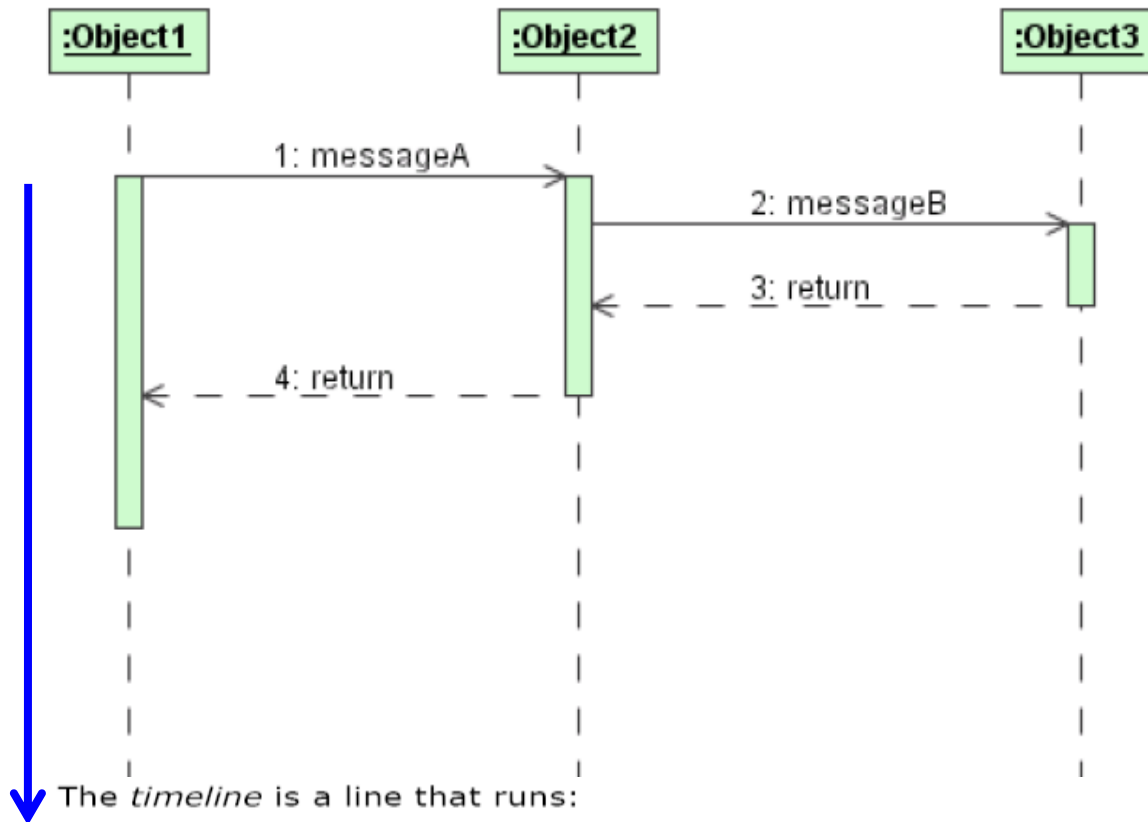 :Object1
:Object2
:Object3
1: messageA
2: messageB
3: return
4: return
The timeline is a line that runs: